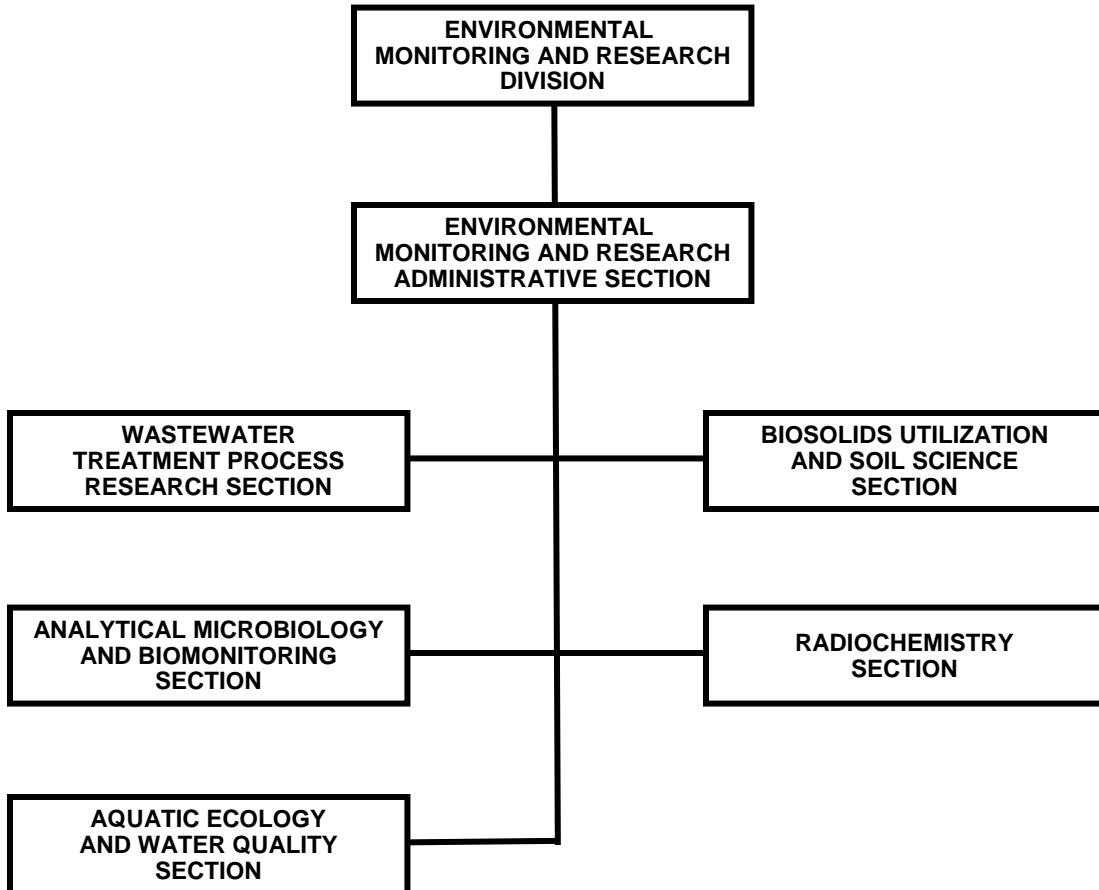 ENVIRONMENTAL
MONITORING AND RESEARCH
DIVISION
ENVIRONMENTAL
MONITORING AND RESEARCH
ADMINISTRATIVE SECTION
WASTEWATER
TREATMENT PROCESS
RESEARCH SECTION
BIOSOLIDS UTILIZATION
AND SOIL SCIENCE
SECTION
ANALYTICAL MICROBIOLOGY
AND BIOMONITORING
SECTION
RADIOCHEMISTRY
SECTION
AQUATIC ECOLOGY
AND WATER QUALITY
SECTION